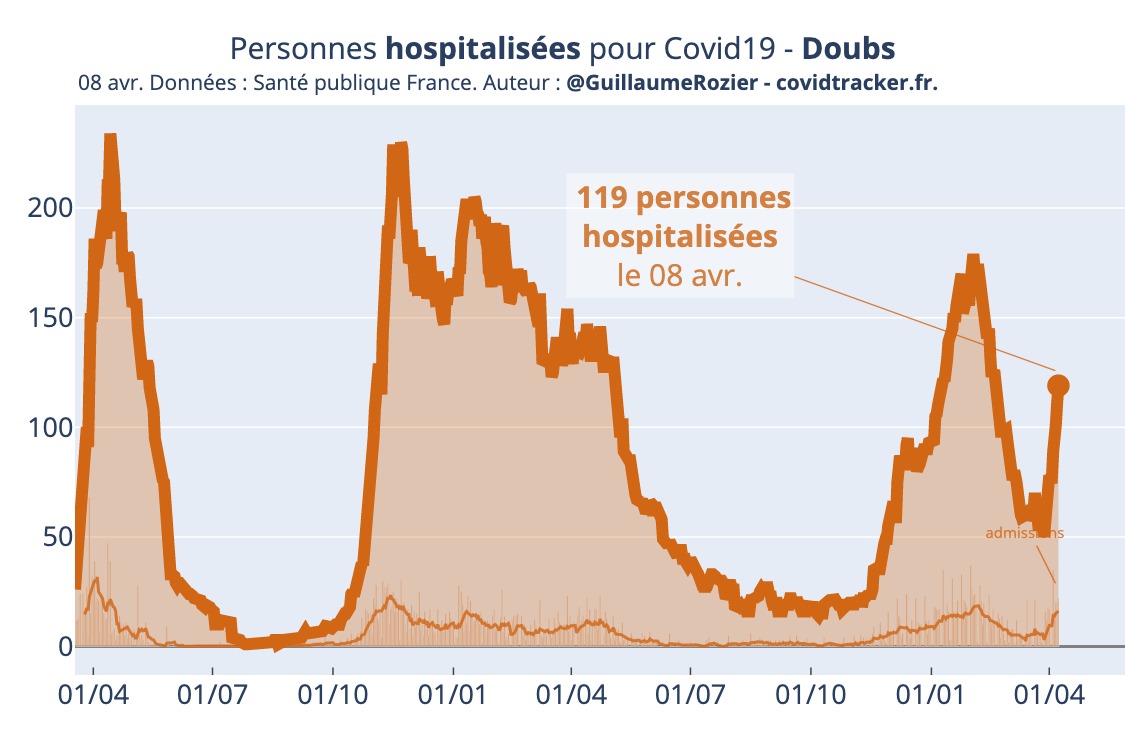 Personnes hospitalisées pour Covid19 - Doubs
08 avr. Données : Santé publique France. Auteur : @GuillaumeRozier - covidtracker.fr.
119 personnes
hospitalisées
le 08 avr.
200
150
100
50
admissions
0
01/04 01/07 01/10 01/01 01/04 01/07 01/10 01/01 01/04